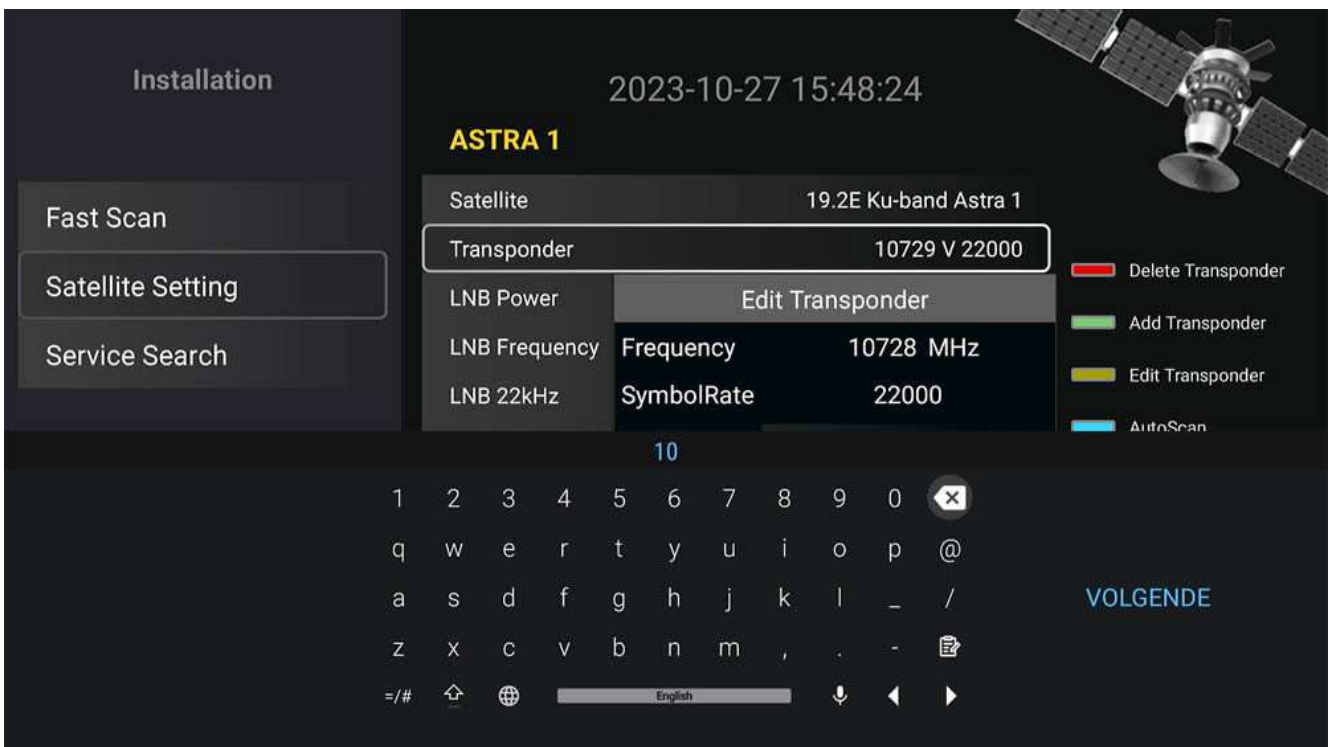 Installation
2023-10-27 15:48:24
ASTRA 1
Fast Scan
Satellite Setting
Service Search
Satellite 19.2E Ku-band Astra 1
Transponder 10729 V 22000
LNB Power
LNB Frequency
LNB 22kHz
Edit Transponder
Frequency 10728 MHz
SymbolRate 22000
Delete Transponder
Add Transponder
Edit Transponder
AutoScan
10
1 2 3 4 5 6 7 8 9 0
q w e r t y u i o p @
a s d f g h j k l _ /
z x c v b n m , . -
=/# English
VOLGENDE